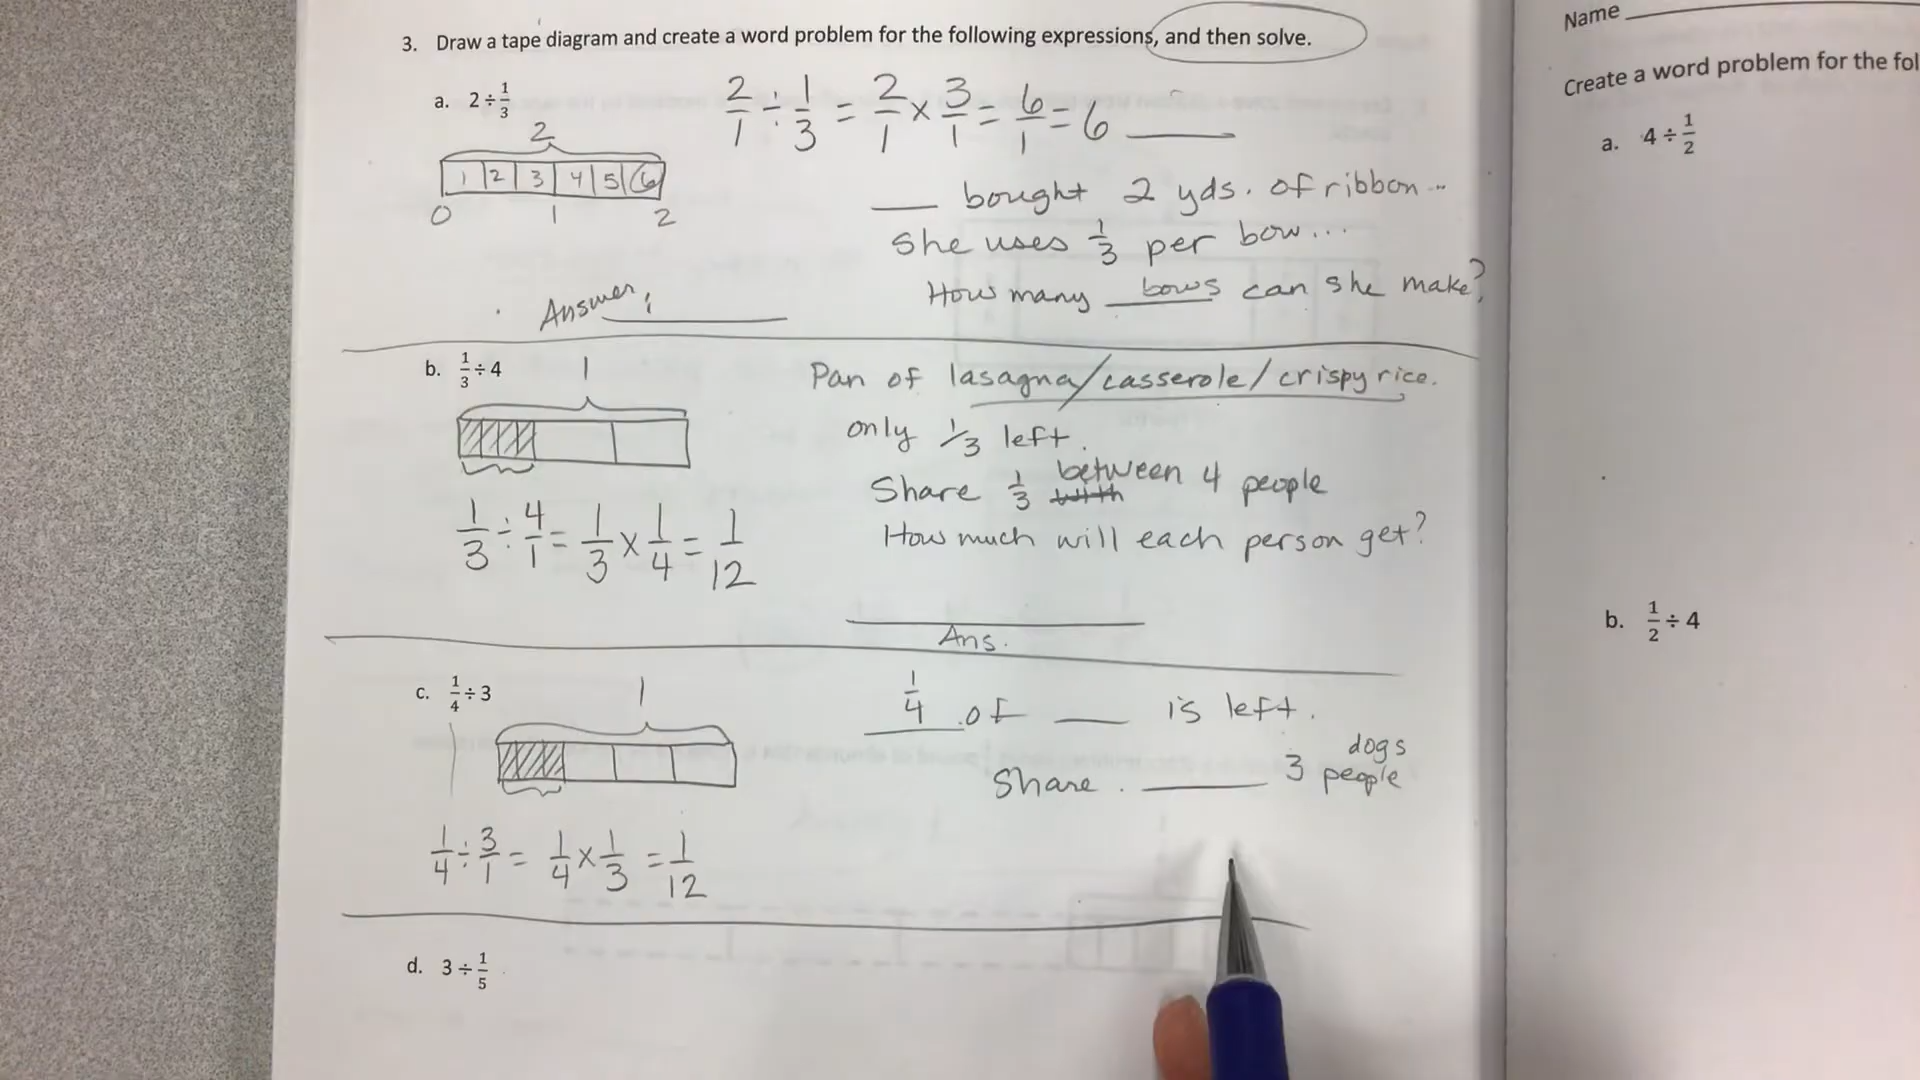 3. Draw a tape diagram and create a word problem for the following expressions, and then solve.
a. 2 ÷ 1/3
2/1 ÷ 1/3 = 2/1 × 3/1 = 6/1 = 6 ____
2
1 2 3 4 5 6
0 1 2
___ bought 2 yds. of ribbon...
She uses 1/3 per bow...
How many bows can she make?
Answer: ____
b. 1/3 ÷ 4
1
Pan of lasagna/casserole/crispy rice.
only 1/3 left.
Share 1/3 with between 4 people
How much will each person get?
1/3 ÷ 4/1 = 1/3 × 1/4 = 1/12
Ans.
c. 1/4 ÷ 3
1
1/4 of ___ is left.
Share. ____ 3 people
dogs
1/4 ÷ 3/1 = 1/4 × 1/3 = 1/12
d. 3 ÷ 1/5
Name
Create a word problem for the fol
a. 4 ÷ 1/2
b. 1/2 ÷ 4